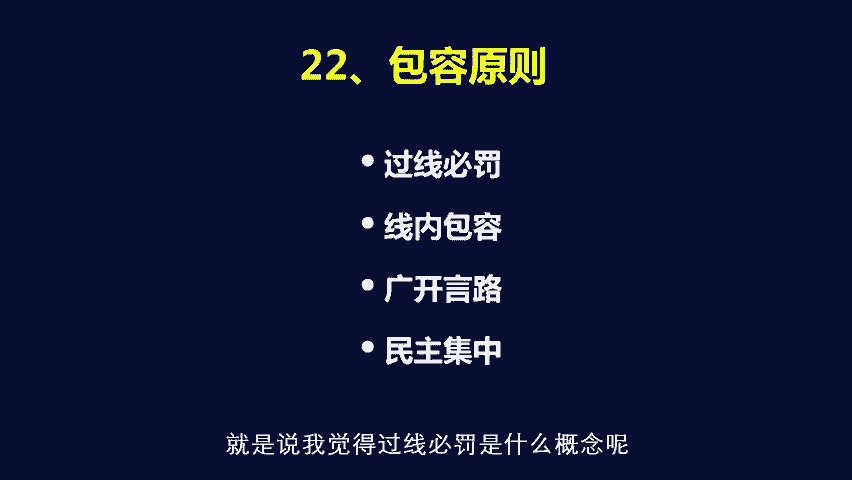 22、包容原则
• 过线必罚
• 线内包容
• 广开言路
• 民主集中
就是说我觉得过线必罚是什么概念呢